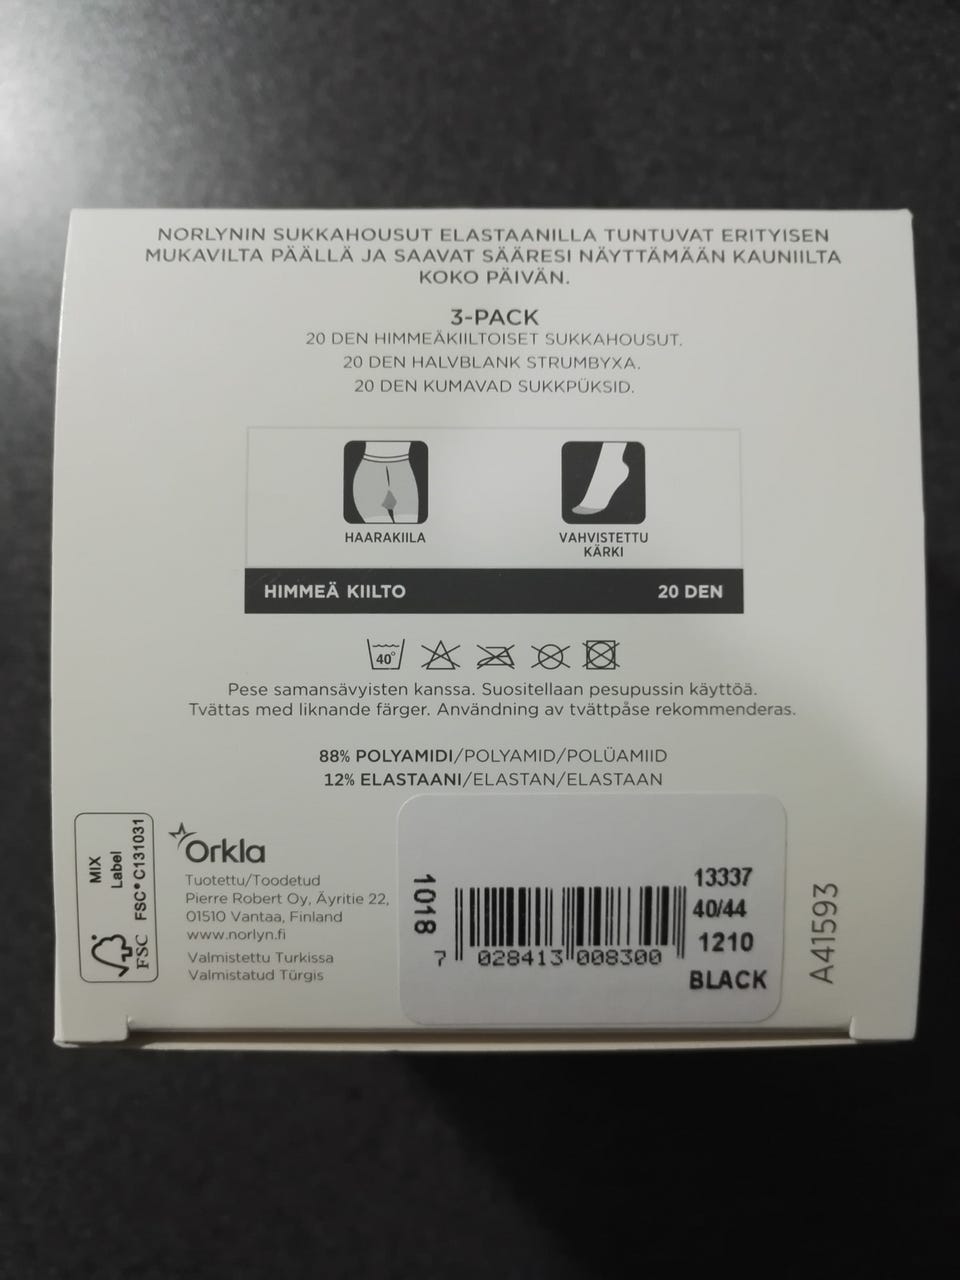 NORLYNIN SUKKAHOUSUT ELASTAANILLA TUNTUVAT ERITYISEN
MUKAVILTA PÄÄLLÄ JA SAAVAT SÄÄRESI NÄYTTÄMÄÄN KAUNIILTA
KOKO PÄIVÄN.
3-PACK
20 DEN HIMMEÄKIILTOISET SUKKAHOUSUT.
20 DEN HALVBLANK STRUMBYXA.
20 DEN KUMAVAD SUKKPÜKSID.
HAARAKIILA
VAHVISTETTU
KÄRKI
HIMMEÄ KIILTO 20 DEN
40°
Pese samansävyisten kanssa. Suositellaan pesupussin käyttöä.
Tvättas med liknande färger. Användning av tvättpåse rekommenderas.
88% POLYAMIDI/POLYAMID/POLÜAMIID
12% ELASTAANI/ELASTAN/ELASTAAN
MIX
Label
FSC® C131031
FSC
Orkla
Tuotettu/Toodetud
Pierre Robert Oy, Äyritie 22,
01510 Vantaa, Finland
www.norlyn.fi
Valmistettu Turkissa
Valmistatud Türgis
1018
7 028413 008300
13337
40/44
1210
BLACK
A41593